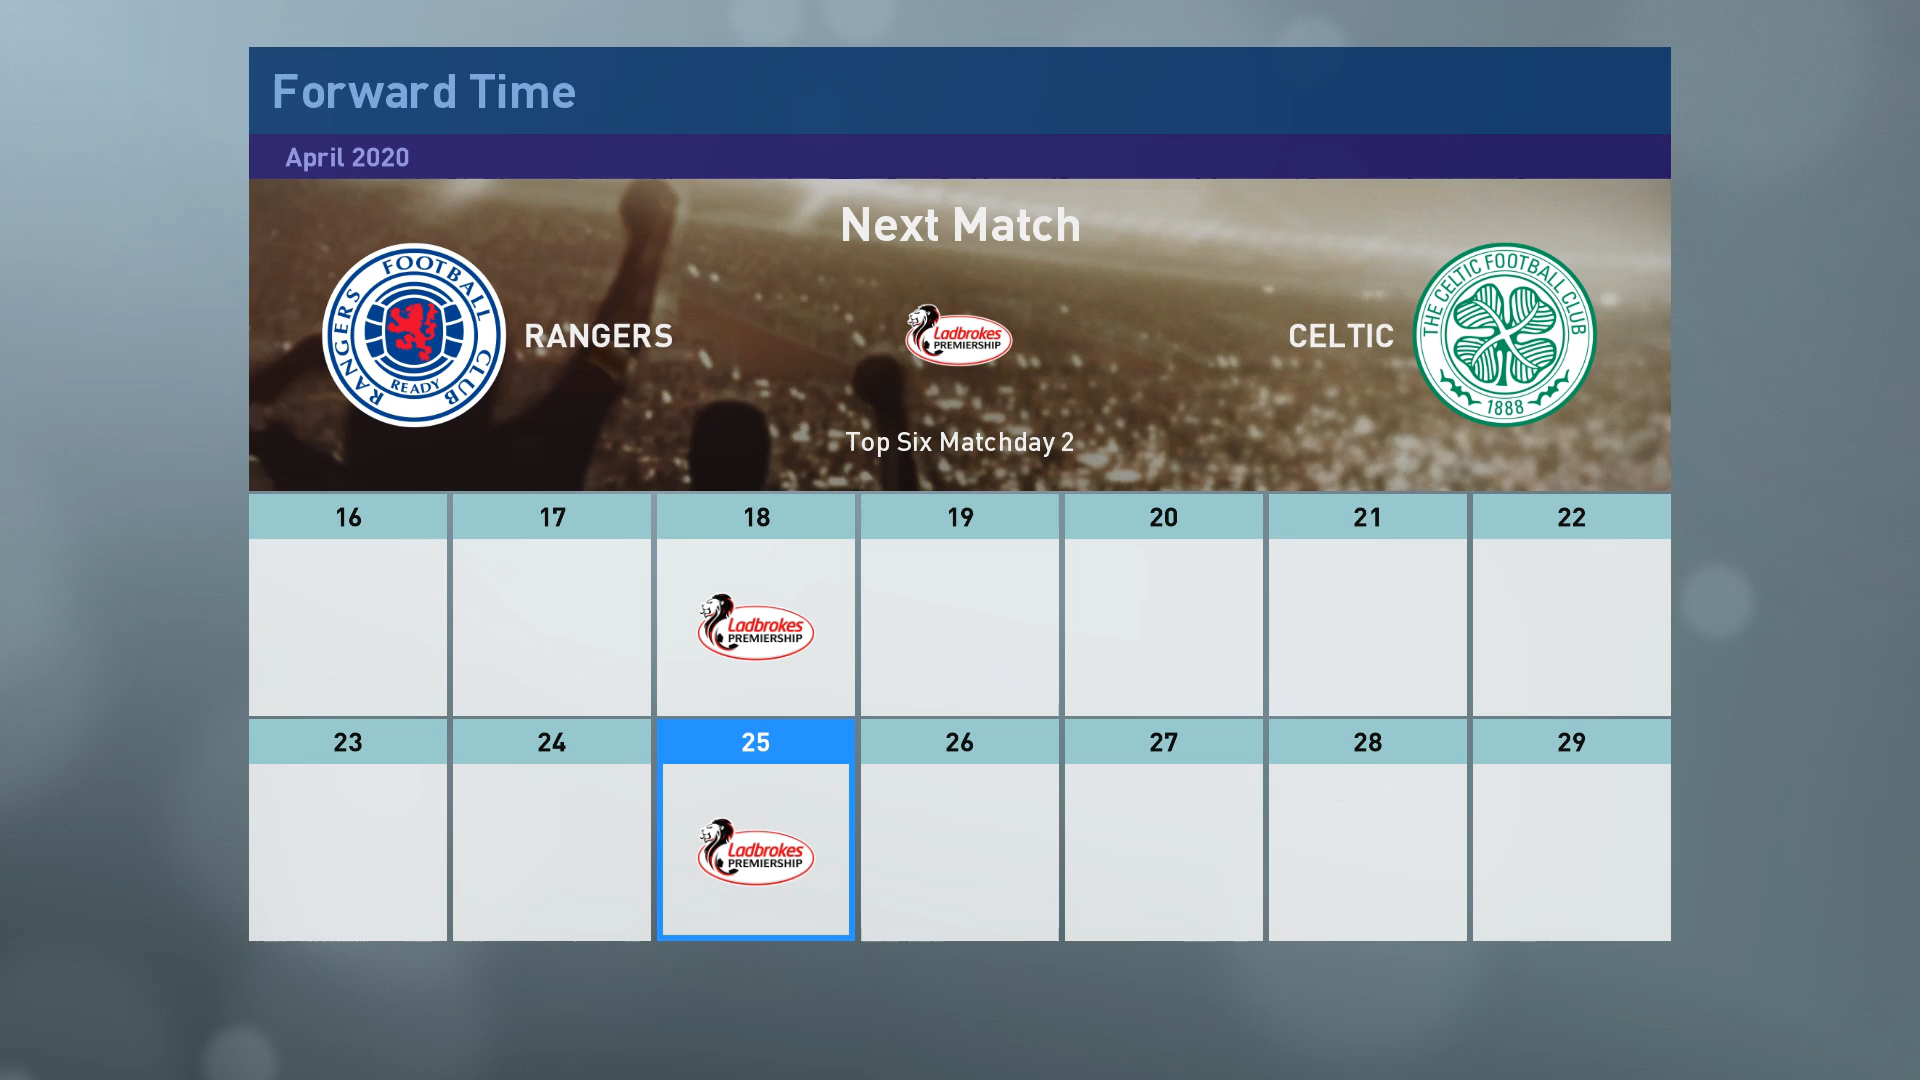 Forward Time
April 2020
Next Match
RANGERS FOOTBALL CLUB
READY
RANGERS
Ladbrokes
PREMIERSHIP
CELTIC
THE CELTIC FOOTBALL CLUB
1888
Top Six Matchday 2
16 17 18 19 20 21 22
Ladbrokes
PREMIERSHIP
23 24 25 26 27 28 29
Ladbrokes
PREMIERSHIP